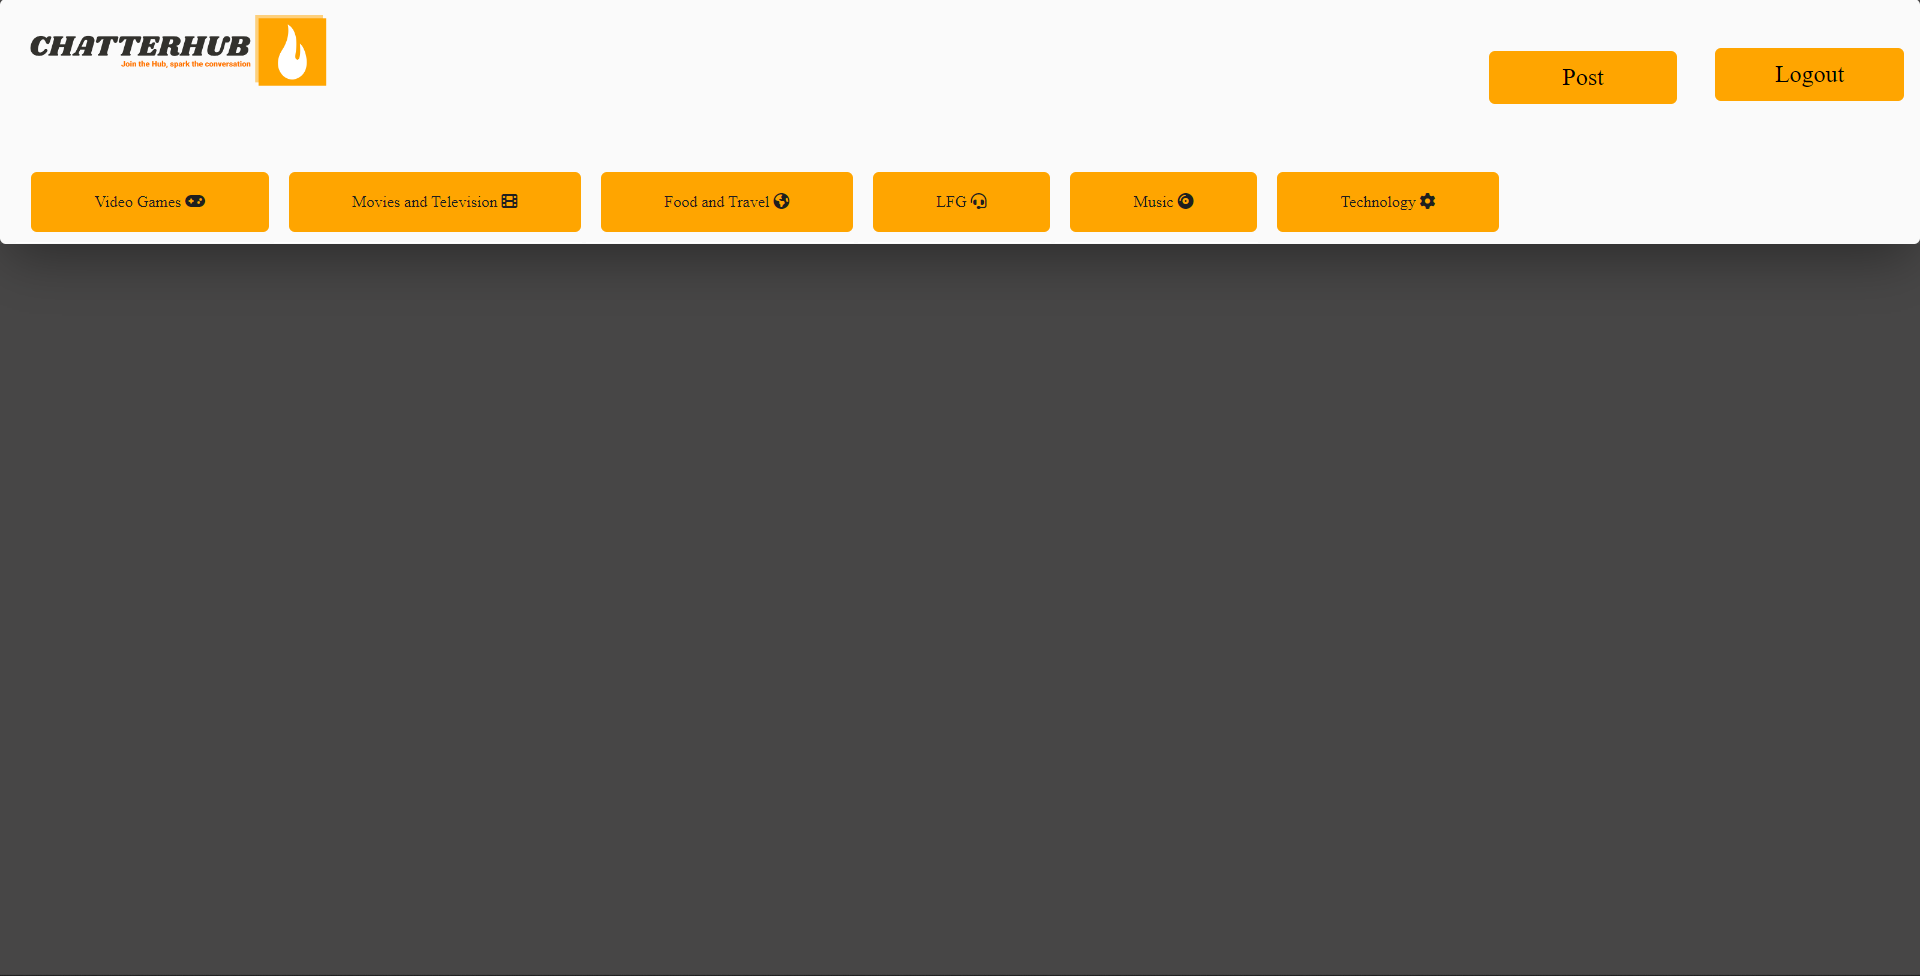 CHATTERHUB
Join the Hub, spark the conversation
Post
Logout
Video Games
Movies and Television
Food and Travel
LFG
Music
Technology